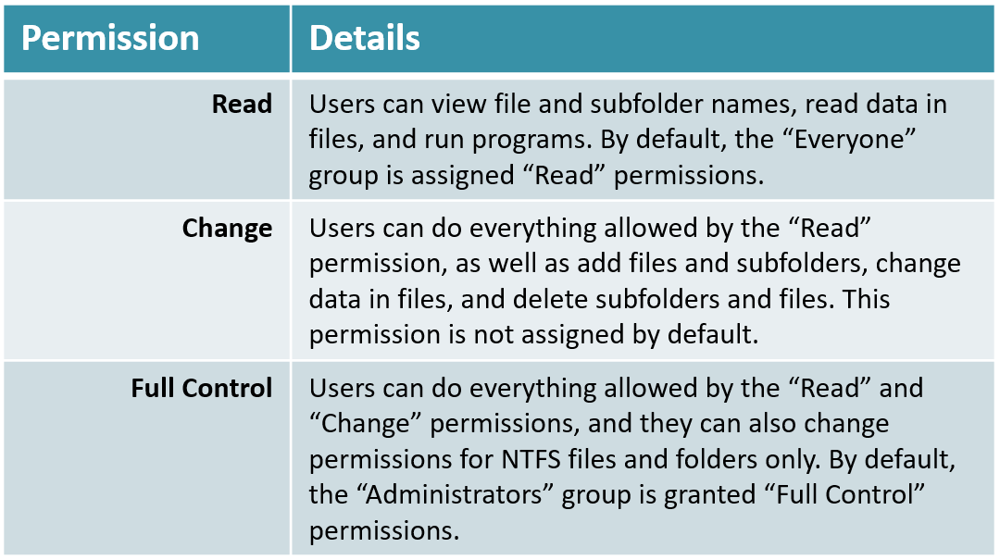 Permission
Details
Read
Users can view file and subfolder names, read data in
files, and run programs. By default, the “Everyone”
group is assigned “Read” permissions.
Change
Users can do everything allowed by the “Read”
permission, as well as add files and subfolders, change
data in files, and delete subfolders and files. This
permission is not assigned by default.
Full Control
Users can do everything allowed by the “Read” and
“Change” permissions, and they can also change
permissions for NTFS files and folders only. By default,
the “Administrators” group is granted “Full Control”
permissions.